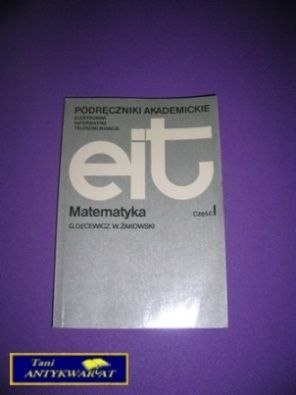 PODRĘCZNIKI AKADEMICKIE
ELEKTRONIKA
INFORMATYKA
TELEKOMUNIKACJA
eit
Matematyka Część I
G.DECEWICZ. W.ŻAKOWSKI
Tani
ANTYKWARIAT